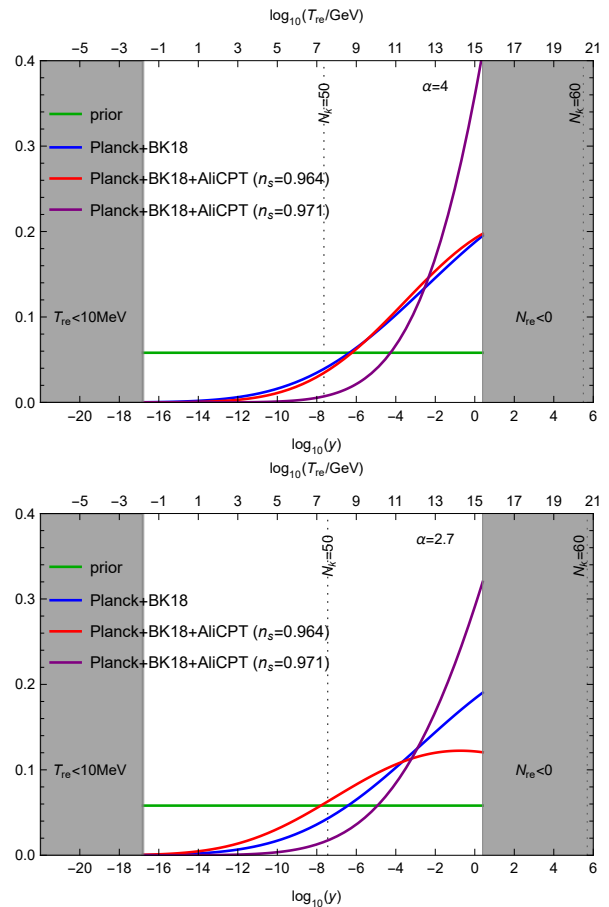 log₁₀(Tre/GeV)
−5 −3 −1 1 3 5 7 9 11 13 15 17 19 21
0.4
α=4
Nk=50
Nk=60
prior
Planck+BK18
0.3
Planck+BK18+AliCPT (ns=0.964)
Planck+BK18+AliCPT (ns=0.971)
0.2
Tre<10MeV
Nre<0
0.1
0.0
−20 −18 −16 −14 −12 −10 −8 −6 −4 −2 0 2 4 6
log₁₀(y)
log₁₀(Tre/GeV)
−5 −3 −1 1 3 5 7 9 11 13 15 17 19 21
0.4
α=2.7
Nk=50
Nk=60
prior
Planck+BK18
0.3
Planck+BK18+AliCPT (ns=0.964)
Planck+BK18+AliCPT (ns=0.971)
0.2
Tre<10MeV
Nre<0
0.1
0.0
−20 −18 −16 −14 −12 −10 −8 −6 −4 −2 0 2 4 6
log₁₀(y)